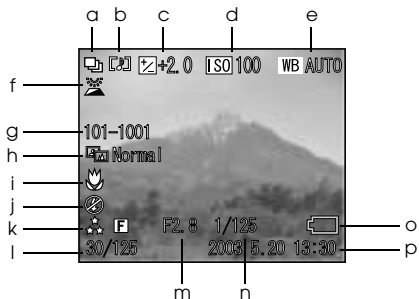 a b c d e
+2.0 ISO 100 WB AUTO
f
g 101-1001
h Normal
i
j
k F F2.8 1/125 o
l 30/125 2003 5.20 13:30 p
m n